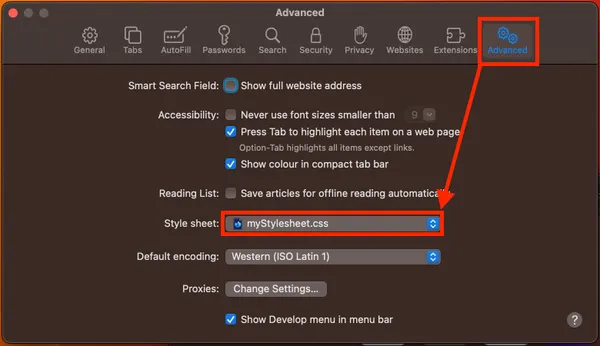 Advanced
General Tabs AutoFill Passwords Search Security Privacy Websites Extensions Advanced
Smart Search Field: Show full website address
Accessibility: Never use font sizes smaller than 9
Press Tab to highlight each item on a web page
Option-Tab highlights all items except links.
Show colour in compact tab bar
Reading List: Save articles for offline reading automatically
Style sheet: myStylesheet.css
Default encoding: Western (ISO Latin 1)
Proxies: Change Settings...
Show Develop menu in menu bar ?